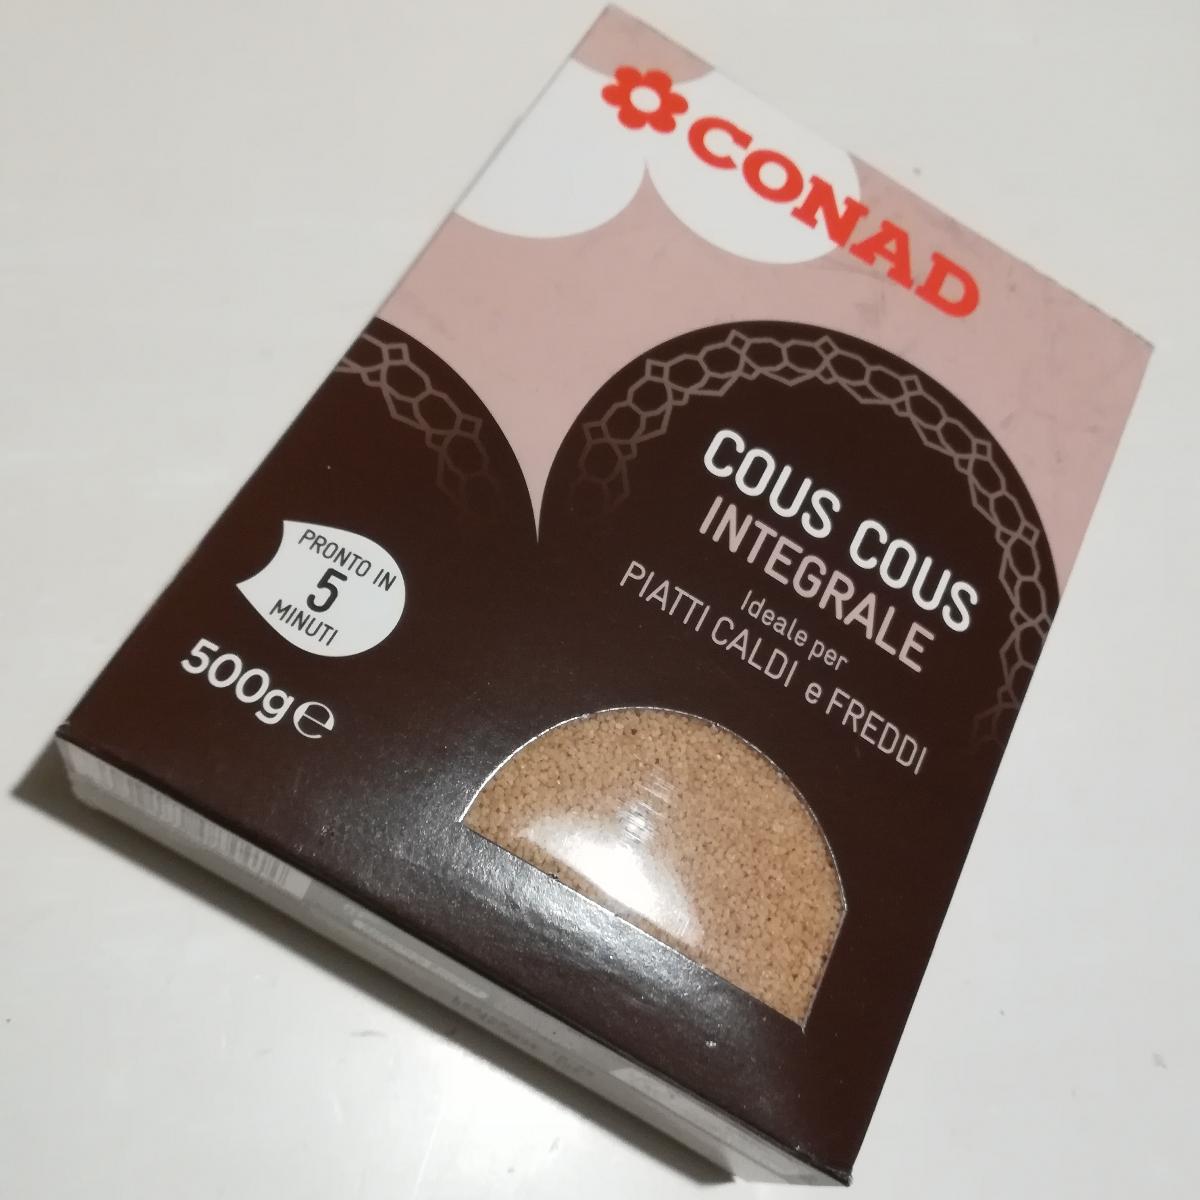 CONAD
COUS COUS
INTEGRALE
Ideale per
PIATTI CALDI e FREDDI
PRONTO IN
5
MINUTI
500g℮